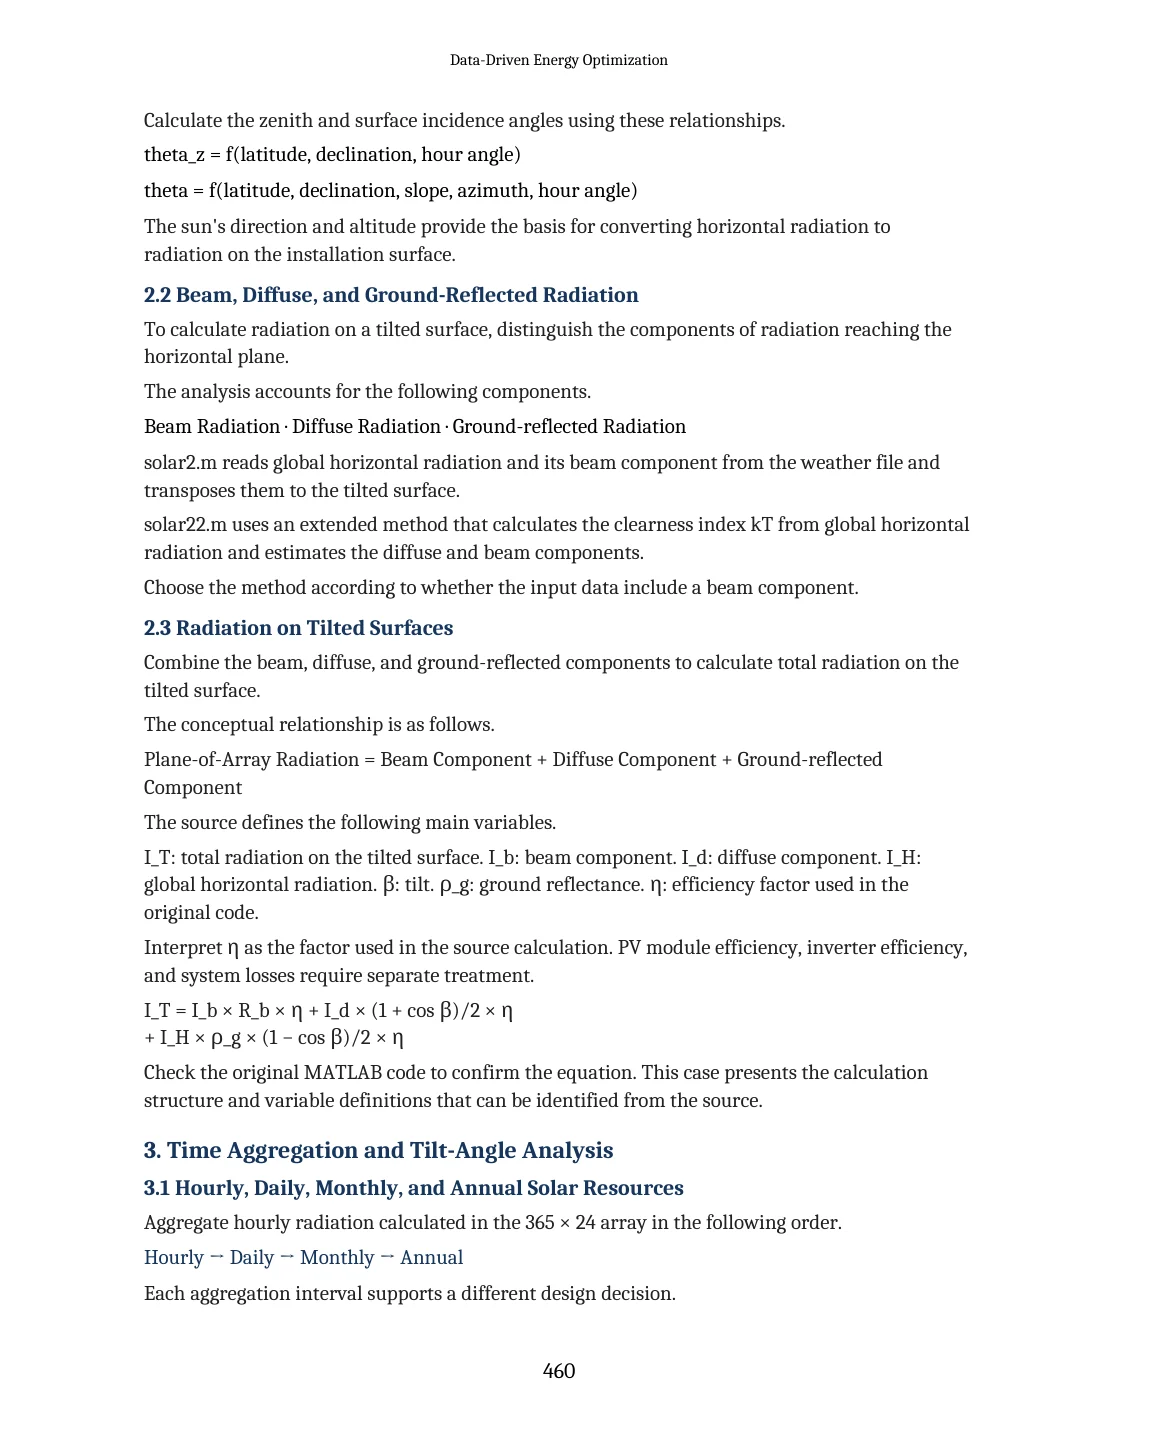 Data-Driven Energy Optimization
Calculate the zenith and surface incidence angles using these relationships.
theta_z = f(latitude, declination, hour angle)
theta = f(latitude, declination, slope, azimuth, hour angle)
The sun's direction and altitude provide the basis for converting horizontal radiation to
radiation on the installation surface.
2.2 Beam, Diffuse, and Ground-Reflected Radiation
To calculate radiation on a tilted surface, distinguish the components of radiation reaching the
horizontal plane.
The analysis accounts for the following components.
Beam Radiation · Diffuse Radiation · Ground-reflected Radiation
solar2.m reads global horizontal radiation and its beam component from the weather file and
transposes them to the tilted surface.
solar22.m uses an extended method that calculates the clearness index kT from global horizontal
radiation and estimates the diffuse and beam components.
Choose the method according to whether the input data include a beam component.
2.3 Radiation on Tilted Surfaces
Combine the beam, diffuse, and ground-reflected components to calculate total radiation on the
tilted surface.
The conceptual relationship is as follows.
Plane-of-Array Radiation = Beam Component + Diffuse Component + Ground-reflected
Component
The source defines the following main variables.
I_T: total radiation on the tilted surface. I_b: beam component. I_d: diffuse component. I_H:
global horizontal radiation. β: tilt. ρ_g: ground reflectance. η: efficiency factor used in the
original code.
Interpret η as the factor used in the source calculation. PV module efficiency, inverter efficiency,
and system losses require separate treatment.
I_T = I_b × R_b × η + I_d × (1 + cos β)/2 × η
+ I_H × ρ_g × (1 − cos β)/2 × η
Check the original MATLAB code to confirm the equation. This case presents the calculation
structure and variable definitions that can be identified from the source.
3. Time Aggregation and Tilt-Angle Analysis
3.1 Hourly, Daily, Monthly, and Annual Solar Resources
Aggregate hourly radiation calculated in the 365 × 24 array in the following order.
Hourly → Daily → Monthly → Annual
Each aggregation interval supports a different design decision.
460